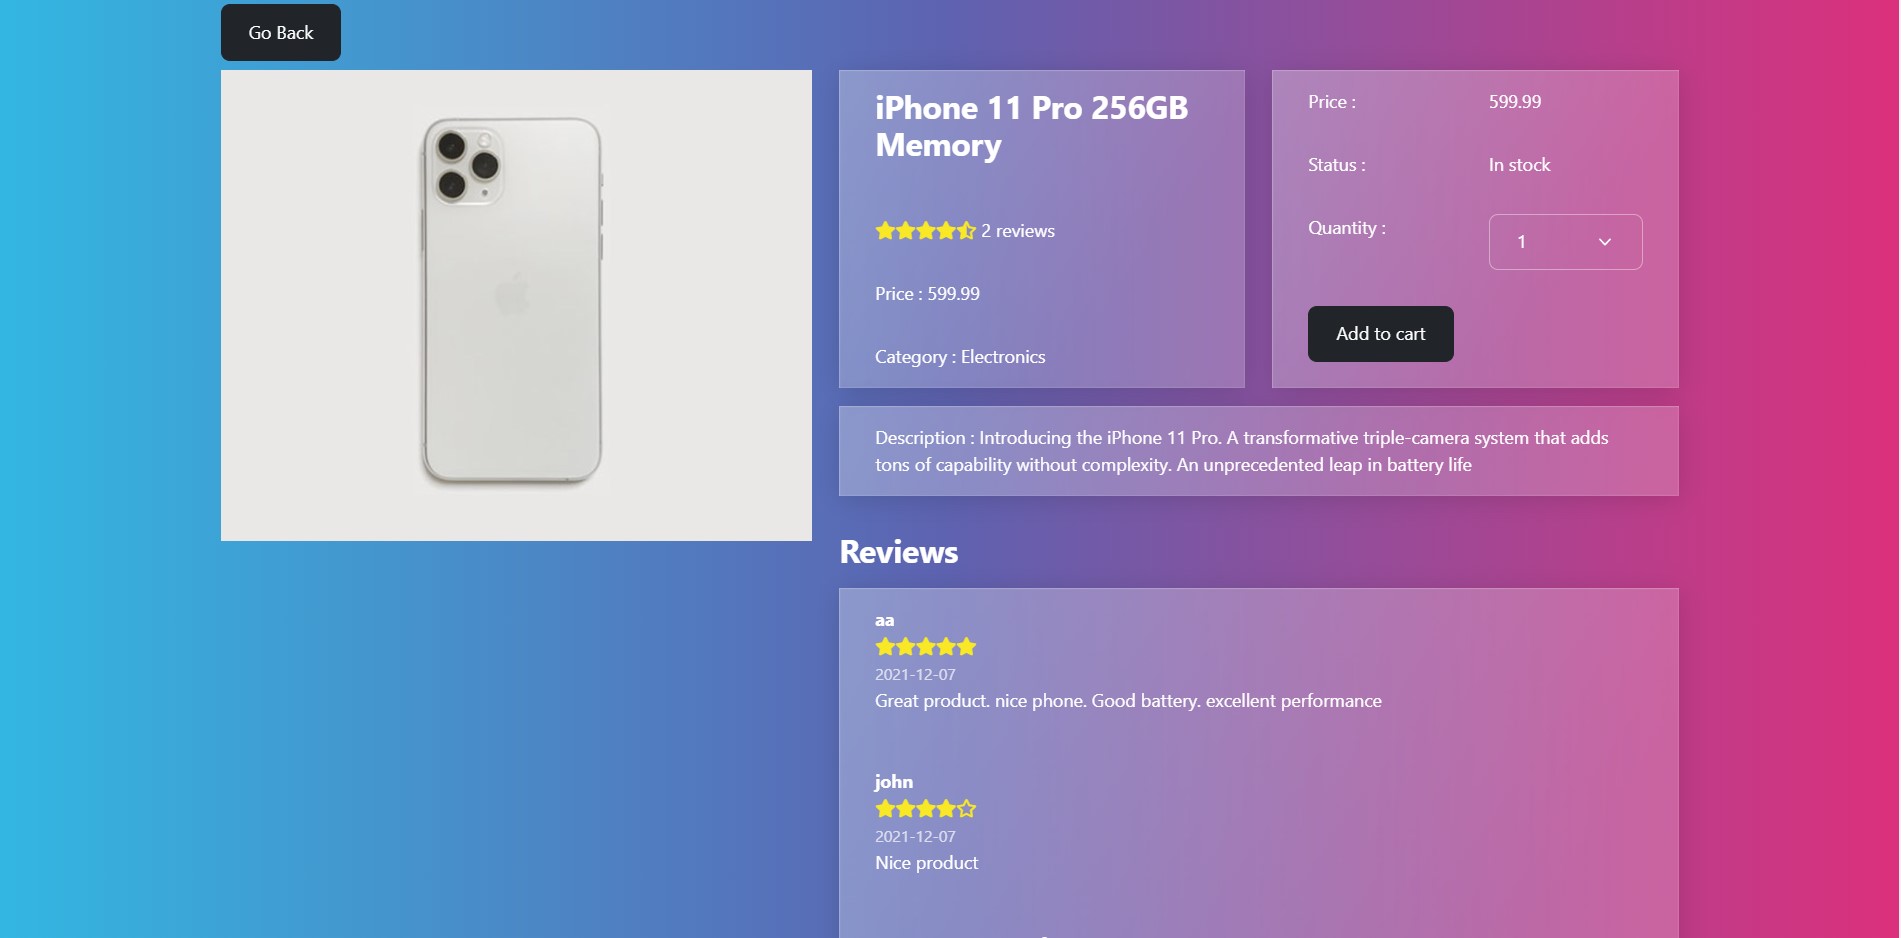 Go Back
iPhone 11 Pro 256GB
Memory
2 reviews
Price : 599.99
Category : Electronics
Price : 599.99
Status : In stock
Quantity : 1
Add to cart
Description : Introducing the iPhone 11 Pro. A transformative triple-camera system that adds
tons of capability without complexity. An unprecedented leap in battery life
Reviews
aa
2021-12-07
Great product. nice phone. Good battery. excellent performance
john
2021-12-07
Nice product